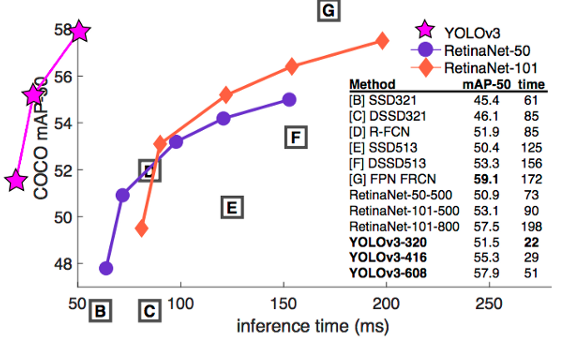 G
58
56
54
52
50
48
COCO mAP-50
D
F
E
B
C
50 100 150 200 250
inference time (ms)
YOLOv3
RetinaNet-50
RetinaNet-101
Method mAP-50 time
[B] SSD321 45.4 61
[C] DSSD321 46.1 85
[D] R-FCN 51.9 85
[E] SSD513 50.4 125
[F] DSSD513 53.3 156
[G] FPN FRCN 59.1 172
RetinaNet-50-500 50.9 73
RetinaNet-101-500 53.1 90
RetinaNet-101-800 57.5 198
YOLOv3-320 51.5 22
YOLOv3-416 55.3 29
YOLOv3-608 57.9 51